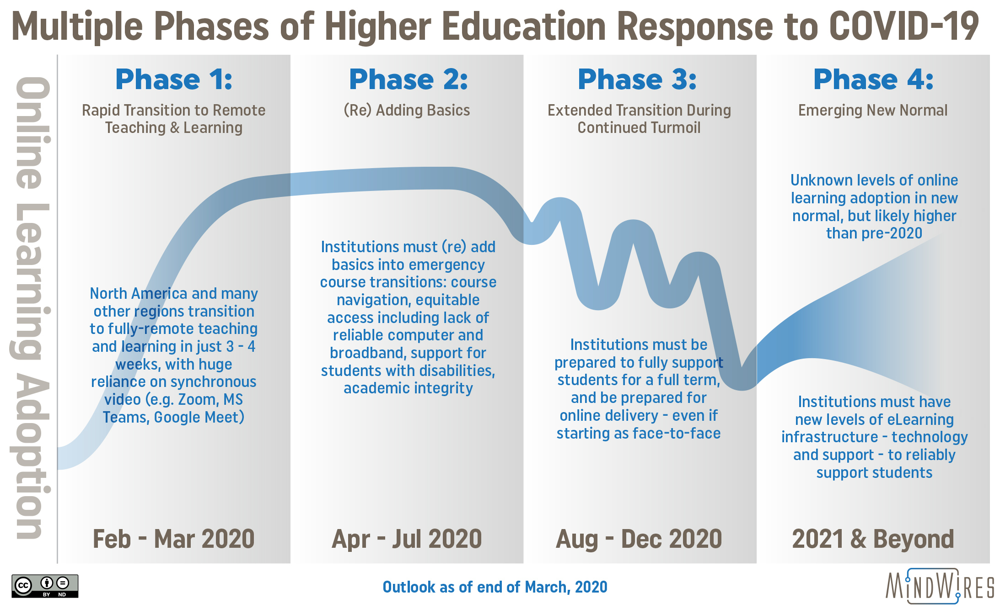 Multiple Phases of Higher Education Response to COVID-19
Online Learning Adoption
Phase 1:
Rapid Transition to Remote
Teaching & Learning
North America and many
other regions transition
to fully-remote teaching
and learning in just 3 - 4
weeks, with huge
reliance on synchronous
video (e.g. Zoom, MS
Teams, Google Meet)
Feb - Mar 2020
Phase 2:
(Re) Adding Basics
Institutions must (re) add
basics into emergency
course transitions: course
navigation, equitable
access including lack of
reliable computer and
broadband, support for
students with disabilities,
academic integrity
Apr - Jul 2020
Phase 3:
Extended Transition During
Continued Turmoil
Institutions must be
prepared to fully support
students for a full term,
and be prepared for
online delivery - even if
starting as face-to-face
Aug - Dec 2020
Phase 4:
Emerging New Normal
Unknown levels of online
learning adoption in new
normal, but likely higher
than pre-2020
Institutions must have
new levels of eLearning
infrastructure - technology
and support - to reliably
support students
2021 & Beyond
cc
BY ND
Outlook as of end of March, 2020
MINDWIRES